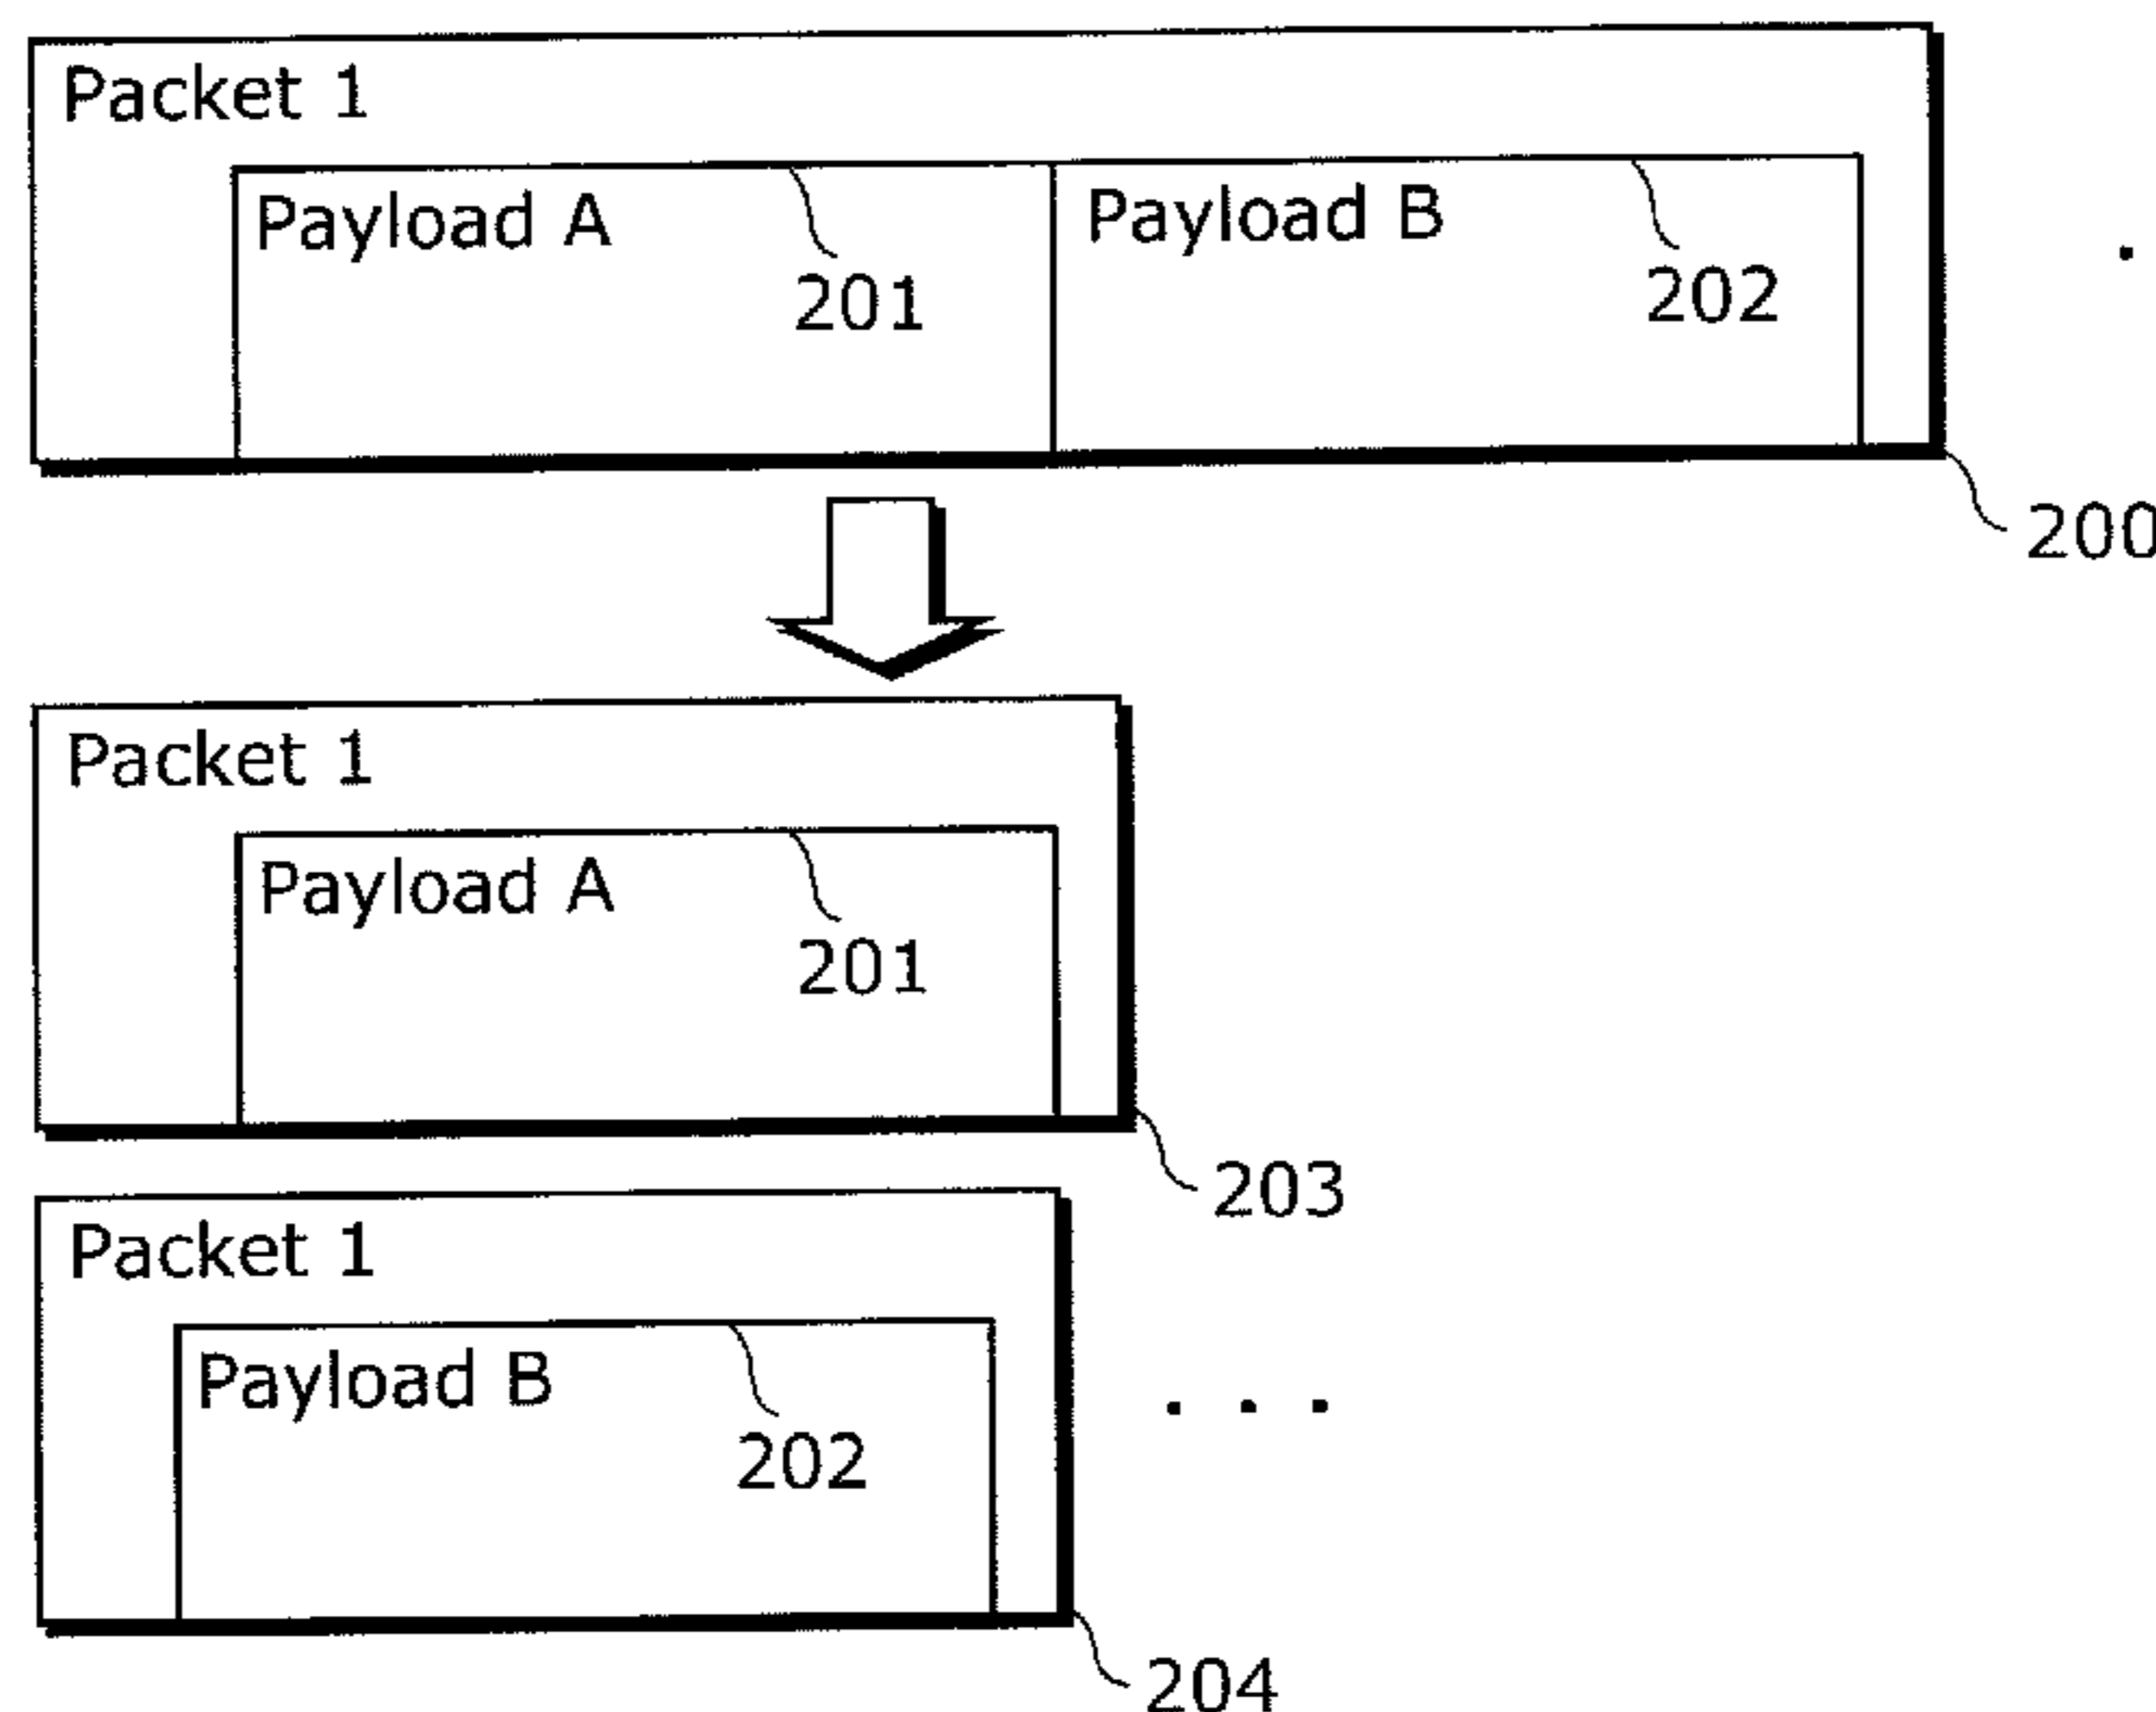 Packet 1
Payload A
Payload B
201
202
.
200
Packet 1
Payload A
201
203
Packet 1
Payload B
202
. . .
204